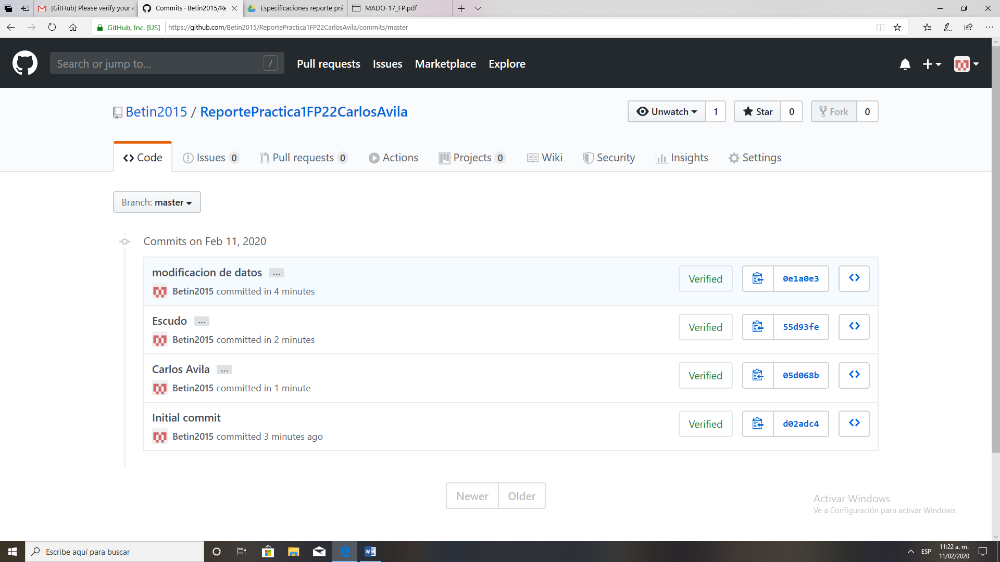 [GitHub] Please verify your
Commits · Betin2015/Re
Especificaciones reporte prá
MADO-17_FP.pdf
GitHub, Inc. [US]
https://github.com/Betin2015/ReportePractica1FP22CarlosAvila/commits/master
Search or jump to...
/
Pull requests
Issues
Marketplace
Explore
Betin2015 / ReportePractica1FP22CarlosAvila
Unwatch 1
Star 0
Fork 0
Code
Issues 0
Pull requests 0
Actions
Projects 0
Wiki
Security
Insights
Settings
Branch: master
Commits on Feb 11, 2020
modificacion de datos ...
Betin2015 committed in 4 minutes
Verified
0e1a0e3
Escudo ...
Betin2015 committed in 2 minutes
Verified
55d93fe
Carlos Avila ...
Betin2015 committed in 1 minute
Verified
05d068b
Initial commit
Betin2015 committed 3 minutes ago
Verified
d02adc4
Newer
Older
Activar Windows
Ve a Configuración para activar Windows.
Escribe aquí para buscar
ESP
11:22 a. m.
11/02/2020